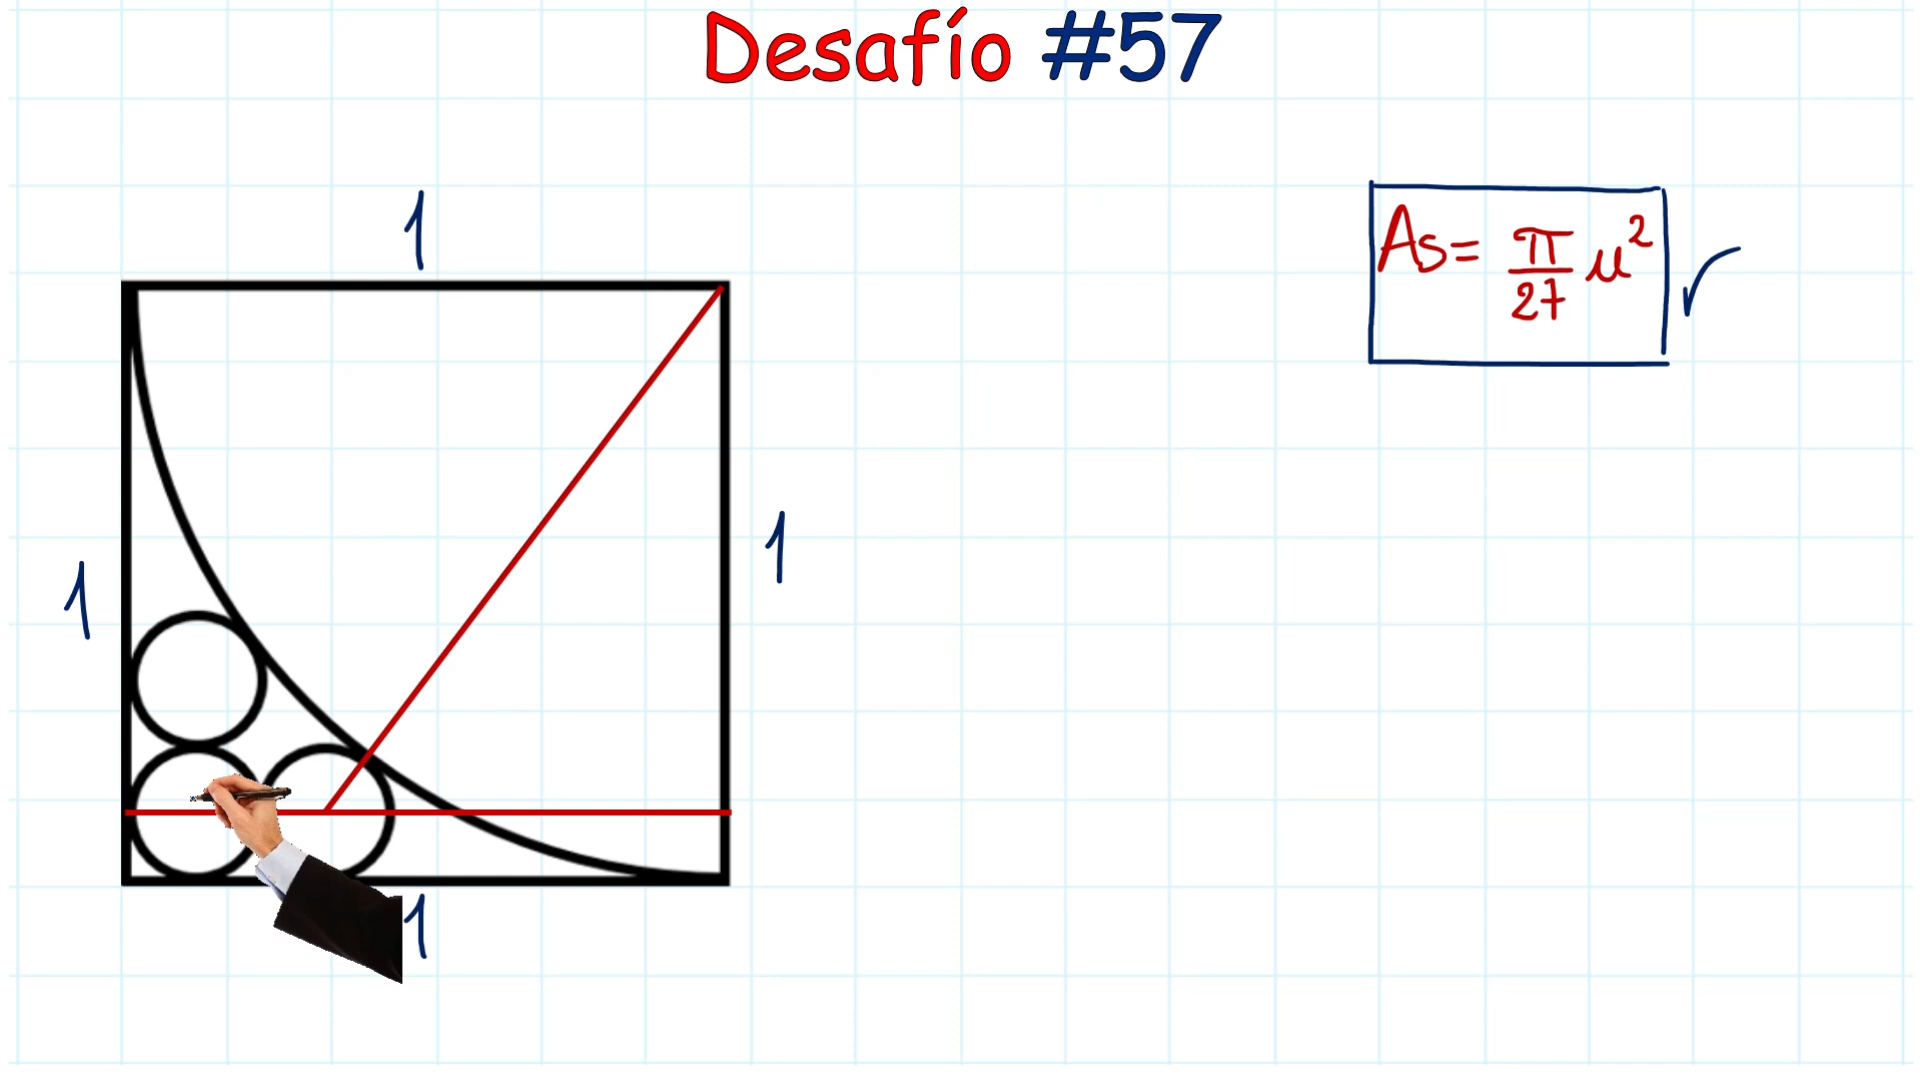 Desafío #57
1
As = π/27 u²
1
1
1